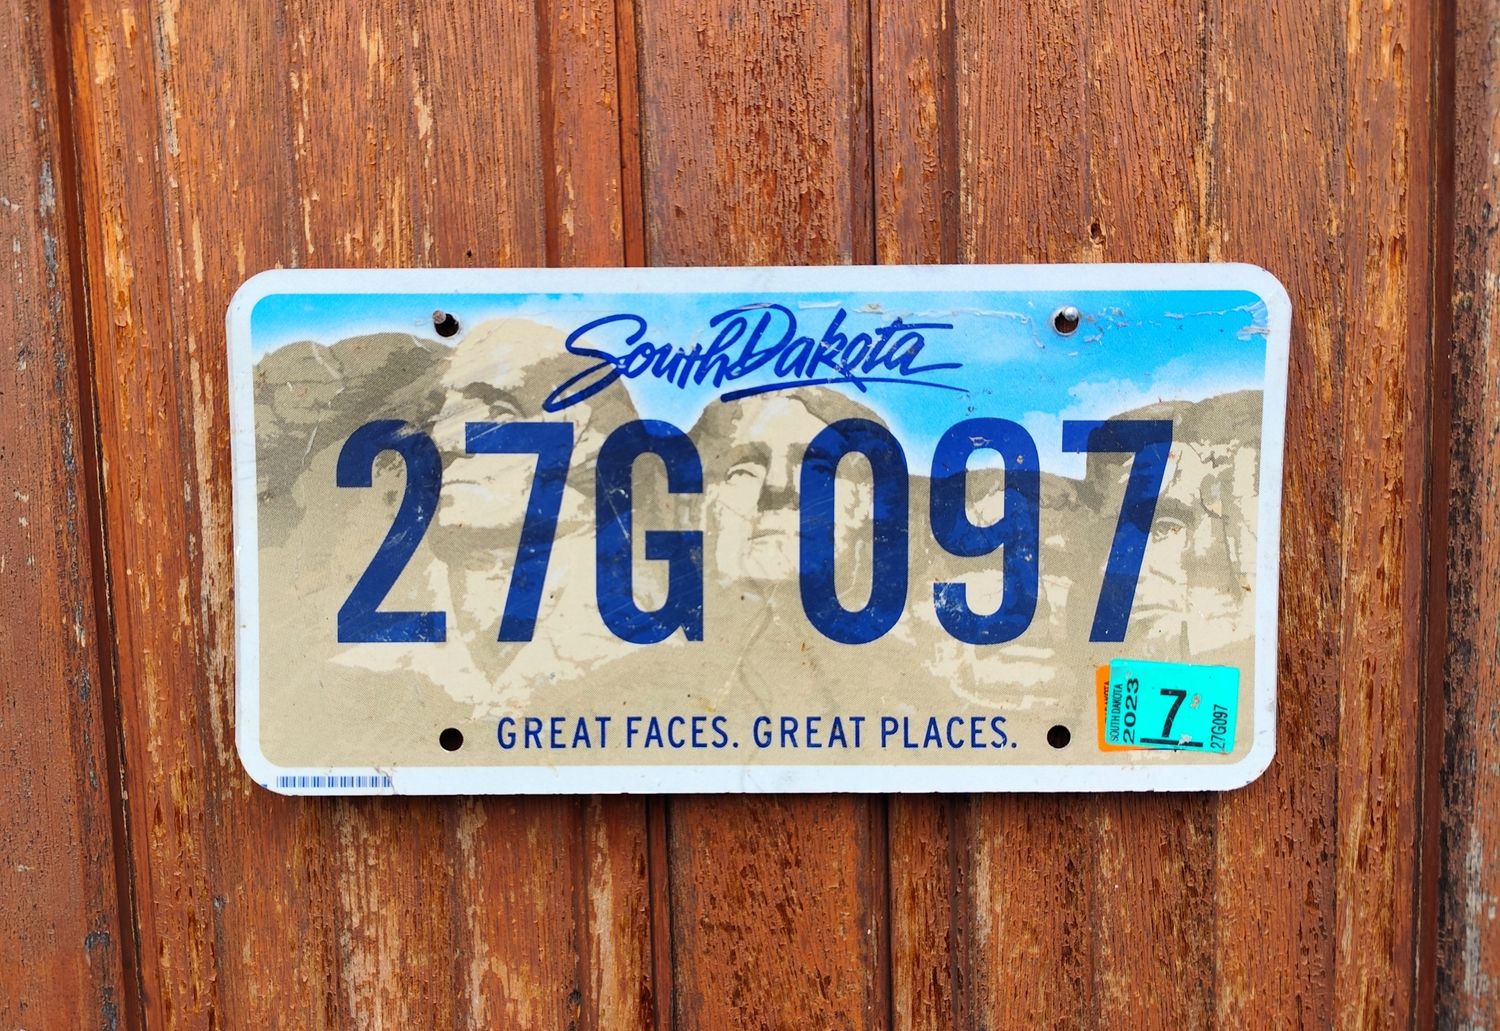 South Dakota
27G 097
GREAT FACES. GREAT PLACES.
SOUTH DAKOTA
2023
7
27G097